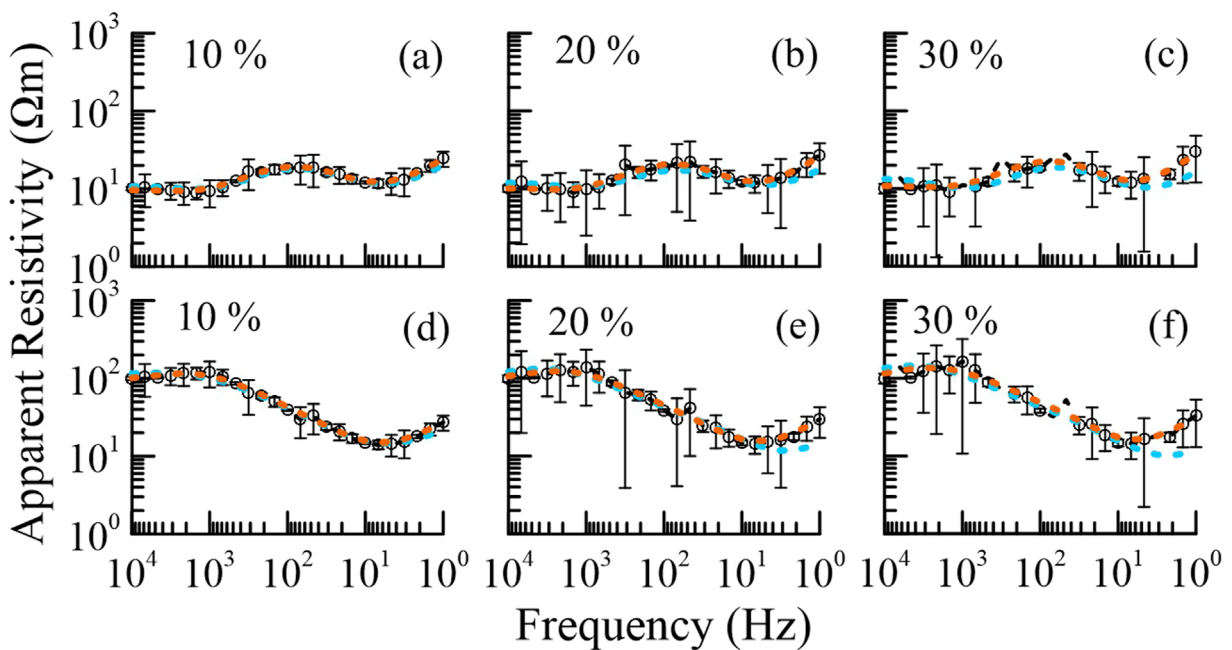 Apparent Resistivity (Ωm)
10³
10²
10¹
10⁰
10 % (a)
20 % (b)
30 % (c)
10³
10²
10¹
10⁰
10 % (d)
20 % (e)
30 % (f)
10⁴ 10³ 10² 10¹ 10⁰
10⁴ 10³ 10² 10¹ 10⁰
10⁴ 10³ 10² 10¹ 10⁰
Frequency (Hz)